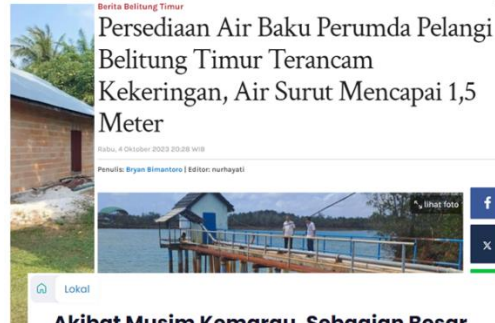 Berita Belitung Timur
Persediaan Air Baku Perumda Pelangi
Belitung Timur Terancam
Kekeringan, Air Surut Mencapai 1,5
Meter
Rabu, 4 Oktober 2023 20:28 WIB
Penulis: Bryan Bimantoro | Editor: nurhayati
lihat foto
f
X
Lokal
Akibat Musim Kemarau, Sebagian Besar